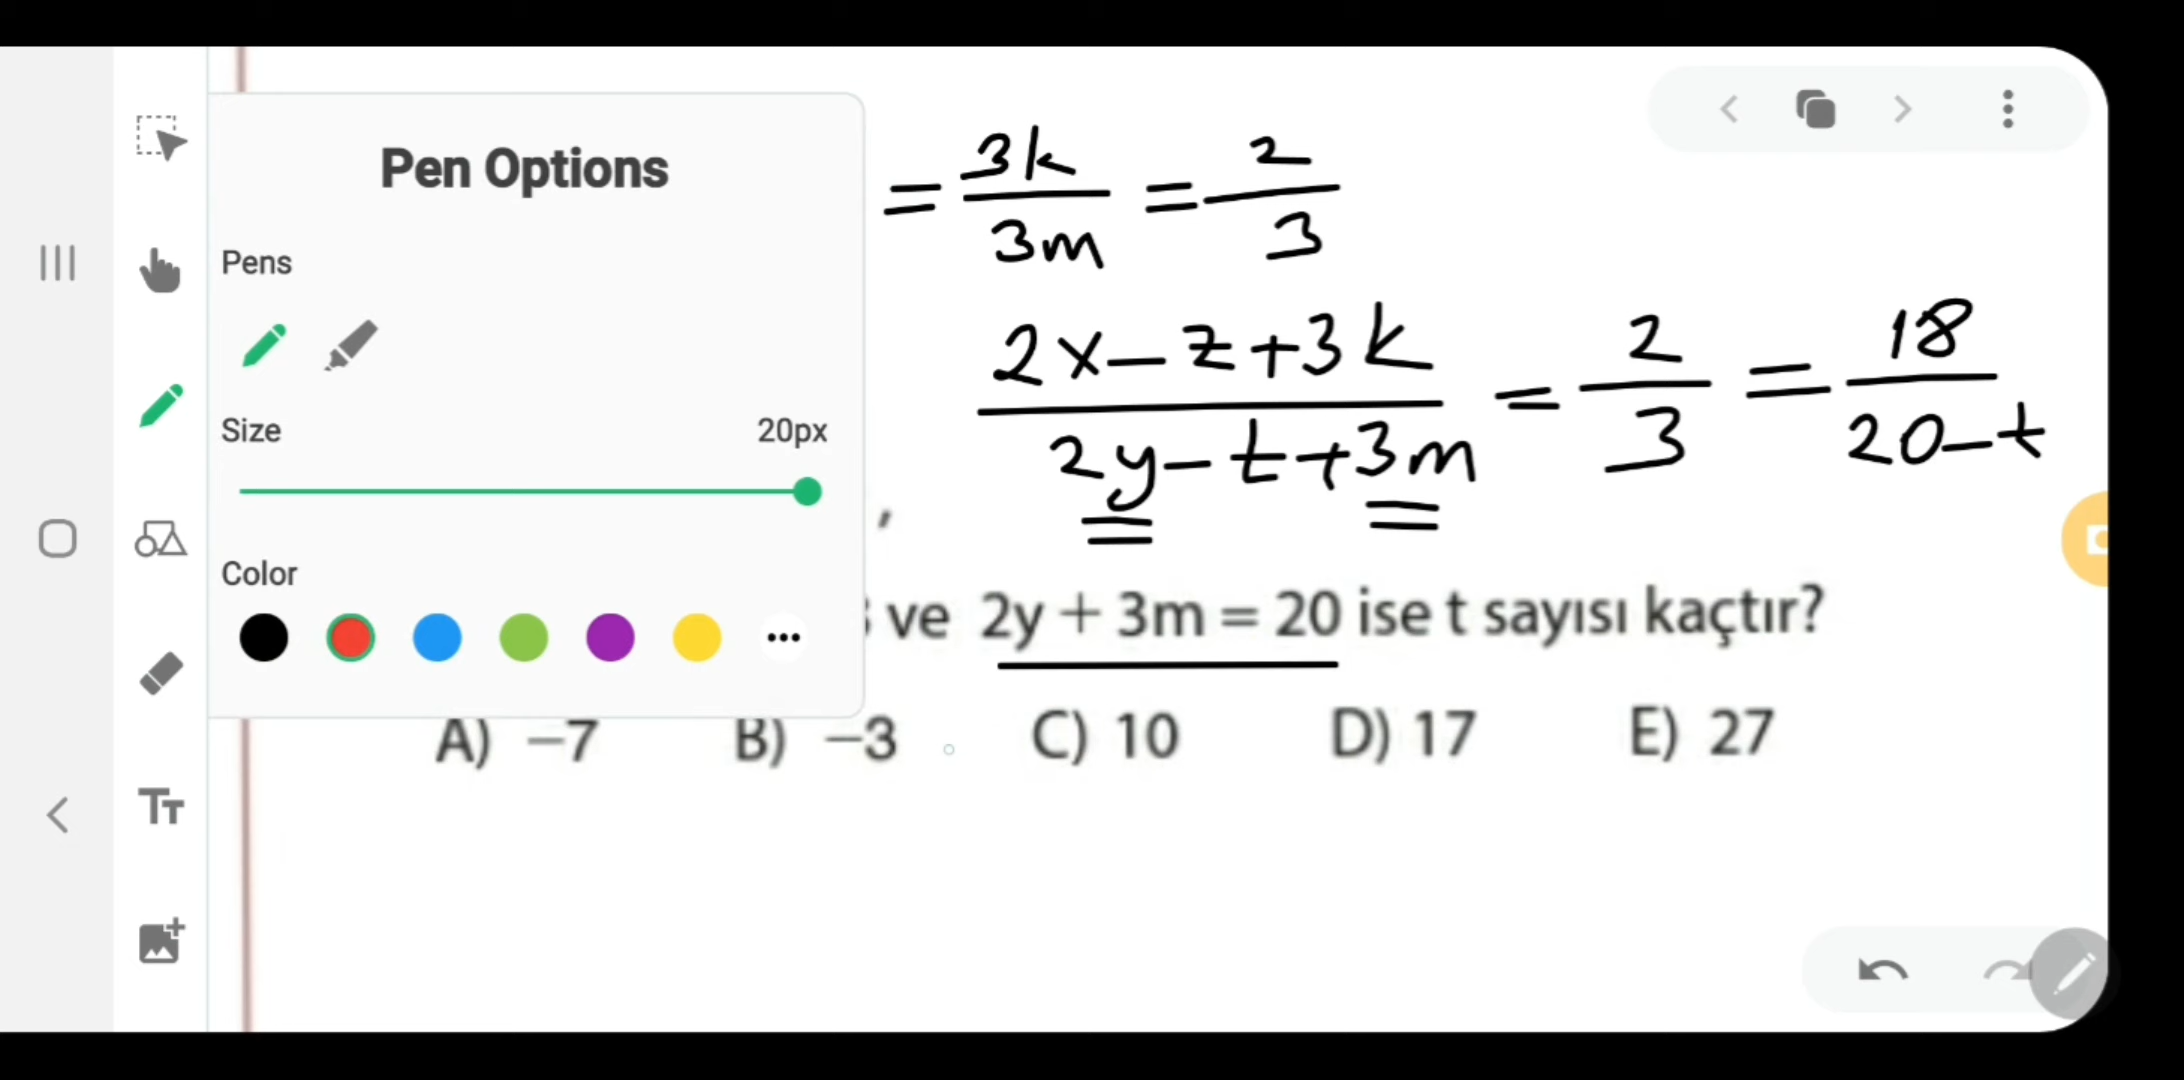 Pen Options
Pens
Size 20px
Color
= 3k/3m = 2/3
(2x-z+3k)/(2y-t+3m) = 2/3 = 18/(20-t)
,
ve 2y + 3m = 20 ise t sayısı kaçtır?
A) -7 B) -3 C) 10 D) 17 E) 27
Tт